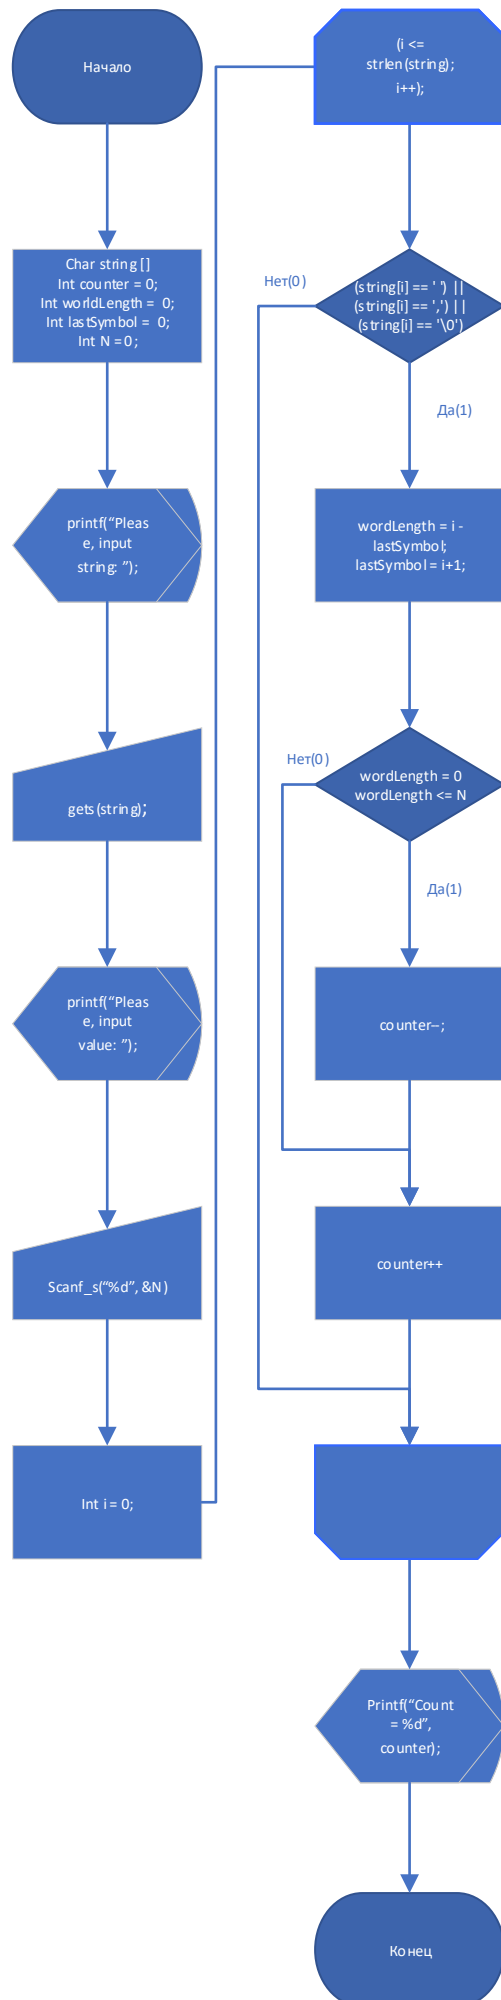 Начало
Char string []
Int counter = 0;
Int worldLength = 0;
Int lastSymbol = 0;
Int N = 0;
printf(“Pleas
e, input
string: ”);
gets(string);
printf(“Pleas
e, input
value: ”);
Scanf_s(“%d”, &N)
Int i = 0;
(i <=
strlen(string);
i++);
(string[i] == ' ') ||
(string[i] == ',') ||
(string[i] == '\0')
Нет(0)
Да(1)
wordLength = i -
lastSymbol;
lastSymbol = i+1;
wordLength = 0
wordLength <= N
Нет(0)
Да(1)
counter--;
counter++
Printf(“Count
= %d”,
counter);
Конец